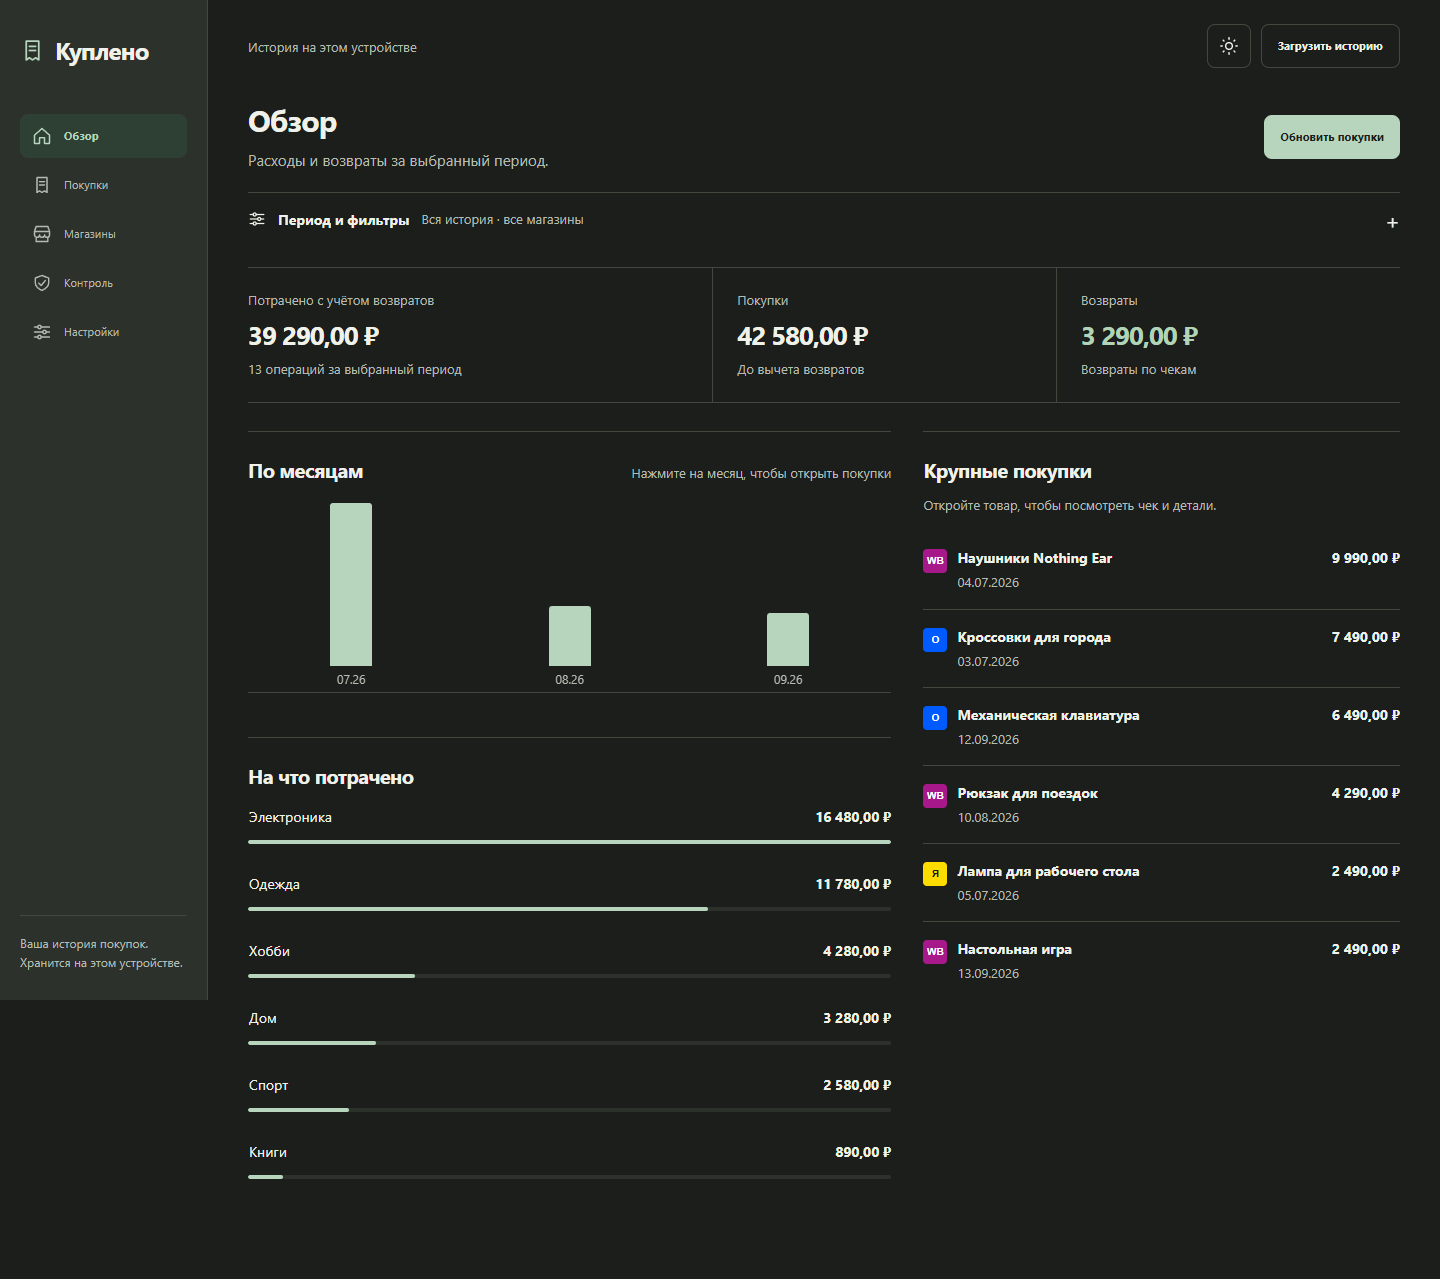 Куплено
Обзор
Покупки
Магазины
Контроль
Настройки
Ваша история покупок.
Хранится на этом устройстве.
История на этом устройстве
Загрузить историю
Обзор
Расходы и возвраты за выбранный период.
Обновить покупки
Период и фильтры Вся история · все магазины
+
Потрачено с учётом возвратов
39 290,00 ₽
13 операций за выбранный период
Покупки
42 580,00 ₽
До вычета возвратов
Возвраты
3 290,00 ₽
Возвраты по чекам
По месяцам
Нажмите на месяц, чтобы открыть покупки
07.26
08.26
09.26
На что потрачено
Электроника 16 480,00 ₽
Одежда 11 780,00 ₽
Хобби 4 280,00 ₽
Дом 3 280,00 ₽
Спорт 2 580,00 ₽
Книги 890,00 ₽
Крупные покупки
Откройте товар, чтобы посмотреть чек и детали.
WB Наушники Nothing Ear 9 990,00 ₽
04.07.2026
О Кроссовки для города 7 490,00 ₽
03.07.2026
О Механическая клавиатура 6 490,00 ₽
12.09.2026
WB Рюкзак для поездок 4 290,00 ₽
10.08.2026
Я Лампа для рабочего стола 2 490,00 ₽
05.07.2026
WB Настольная игра 2 490,00 ₽
13.09.2026